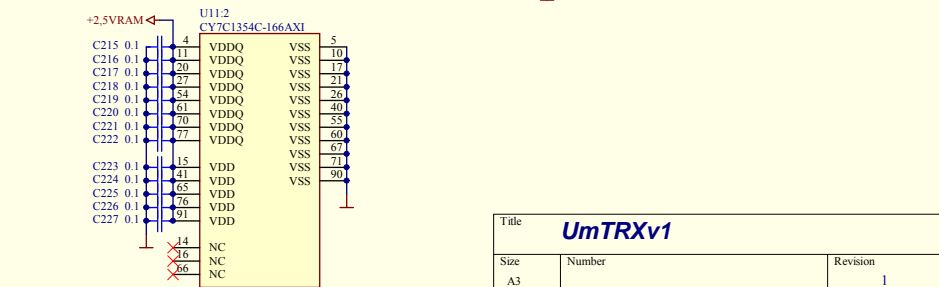 U11:2
+2,5VRAM
CY7C1354C-166AXI
C215 0.1 4 VDDQ VSS 5
C216 0.1 11 VDDQ VSS 10
C217 0.1 20 VDDQ VSS 17
C218 0.1 27 VDDQ VSS 21
C219 0.1 54 VDDQ VSS 26
C220 0.1 61 VDDQ VSS 40
C221 0.1 70 VDDQ VSS 55
C222 0.1 77 VDDQ VSS 60
VSS 67
C223 0.1 15 VDD VSS 71
C224 0.1 41 VDD VSS 90
C225 0.1 65 VDD
C226 0.1 76 VDD
C227 0.1 91 VDD
14 NC
16 NC
66 NC
Title UmTRXv1
Size Number Revision
A3 1